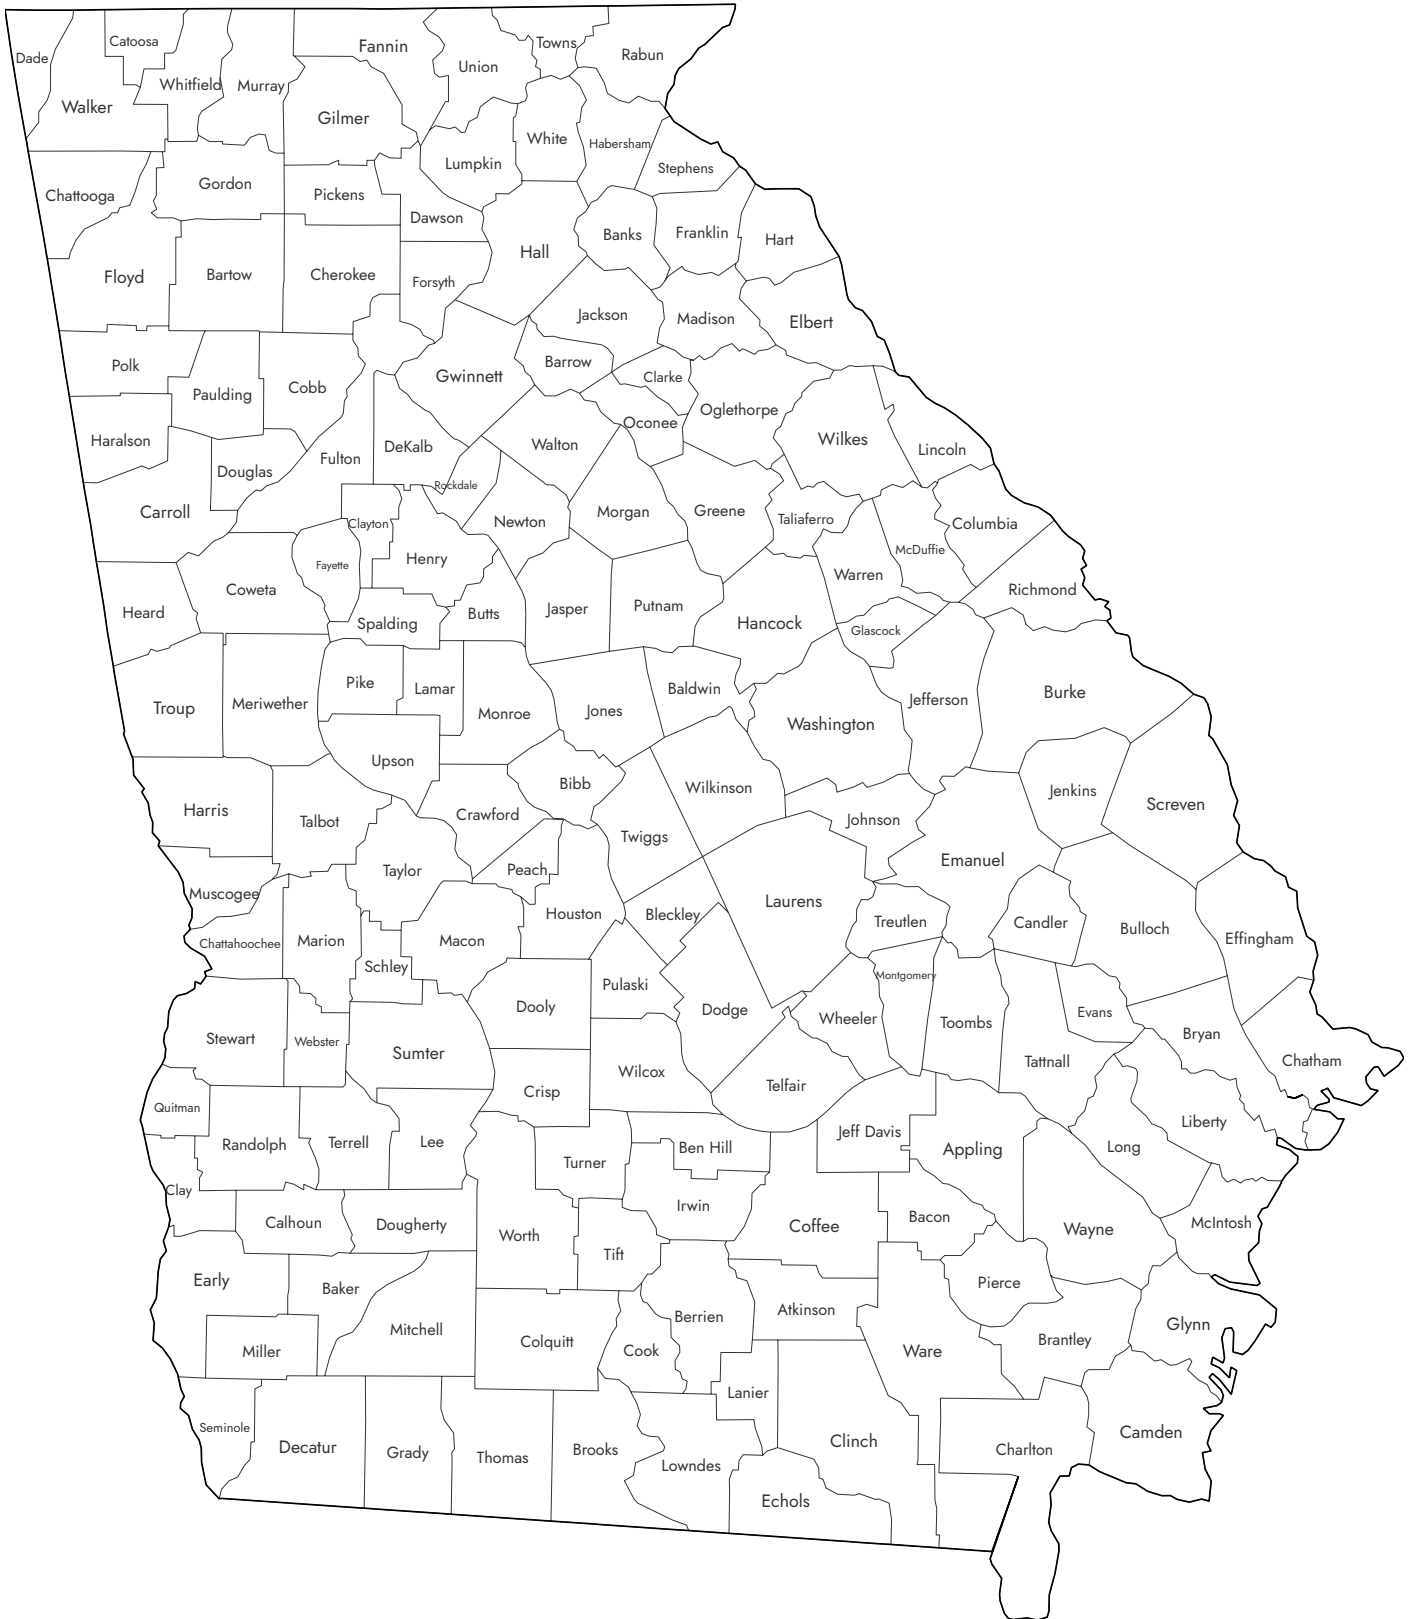 Dade
Catoosa
Fannin
Towns
Rabun
Union
Whitfield
Murray
Walker
Gilmer
White
Habersham
Lumpkin
Stephens
Chattooga
Gordon
Pickens
Dawson
Banks
Franklin
Hart
Hall
Floyd
Bartow
Cherokee
Forsyth
Jackson
Madison
Elbert
Polk
Barrow
Clarke
Gwinnett
Paulding
Cobb
Oglethorpe
Oconee
Haralson
Wilkes
Walton
DeKalb
Lincoln
Fulton
Douglas
Rockdale
Carroll
Newton
Morgan
Greene
Taliaferro
Clayton
Columbia
McDuffie
Henry
Fayette
Warren
Richmond
Coweta
Heard
Butts
Jasper
Putnam
Spalding
Hancock
Glascock
Pike
Lamar
Baldwin
Burke
Jefferson
Troup
Meriwether
Monroe
Jones
Washington
Upson
Bibb
Wilkinson
Jenkins
Screven
Harris
Talbot
Crawford
Johnson
Twiggs
Emanuel
Taylor
Peach
Muscogee
Laurens
Houston
Bleckley
Treutlen
Candler
Bulloch
Chattahoochee
Marion
Macon
Effingham
Schley
Montgomery
Pulaski
Dooly
Dodge
Wheeler
Toombs
Evans
Bryan
Stewart
Webster
Sumter
Tattnall
Chatham
Wilcox
Telfair
Crisp
Quitman
Liberty
Randolph
Terrell
Lee
Jeff Davis
Ben Hill
Appling
Long
Turner
Clay
Irwin
Calhoun
Dougherty
Worth
Coffee
Bacon
Wayne
McIntosh
Tift
Early
Baker
Pierce
Mitchell
Berrien
Atkinson
Glynn
Miller
Colquitt
Cook
Ware
Brantley
Lanier
Seminole
Decatur
Grady
Thomas
Brooks
Lowndes
Clinch
Charlton
Camden
Echols